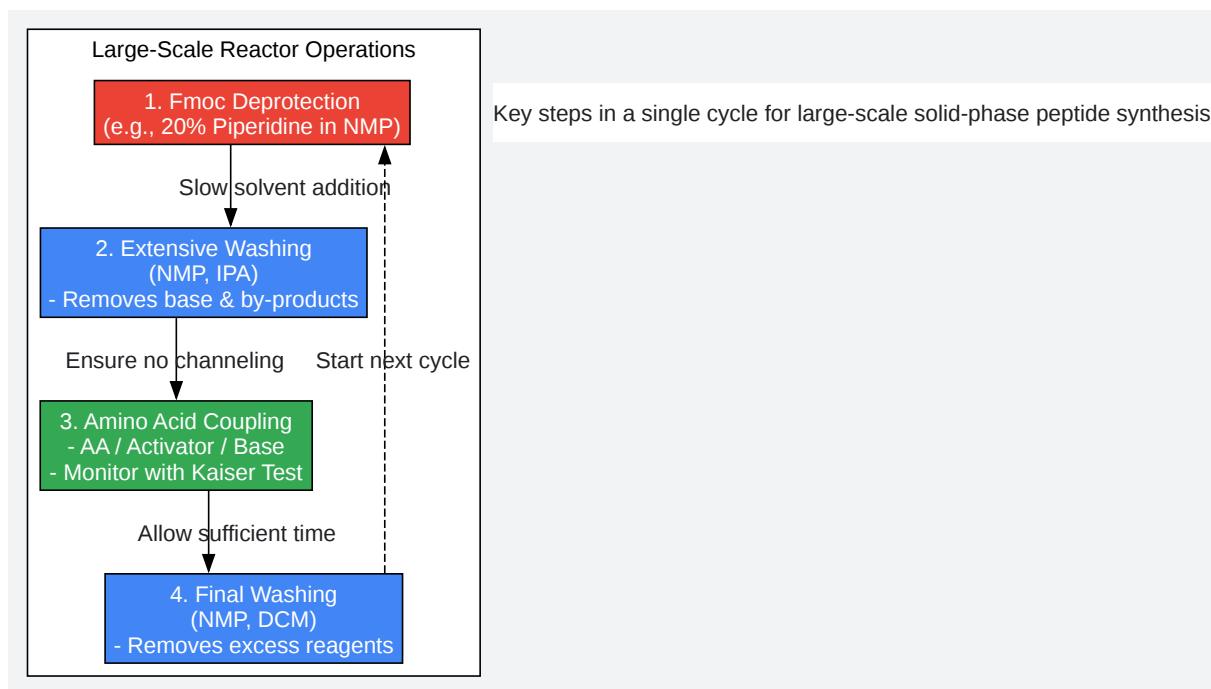 Large-Scale Reactor Operations
1. Fmoc Deprotection
(e.g., 20% Piperidine in NMP)
Key steps in a single cycle for large-scale solid-phase peptide synthesis
Slow solvent addition
2. Extensive Washing
(NMP, IPA)
- Removes base & by-products
Ensure no channeling
Start next cycle
3. Amino Acid Coupling
- AA / Activator / Base
- Monitor with Kaiser Test
Allow sufficient time
4. Final Washing
(NMP, DCM)
- Removes excess reagents